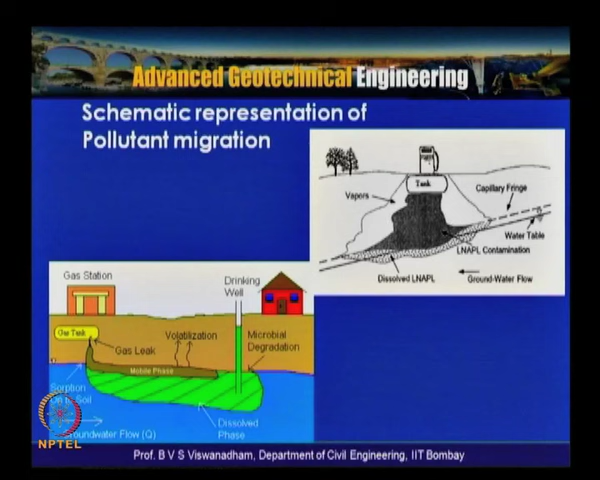 Advanced Geotechnical Engineering
Schematic representation of
Pollutant migration
Tank
Vapors
Capillary Fringe
Water Table
LNAPL Contamination
Dissolved LNAPL
Ground-Water Flow
Gas Station
Drinking
Well
Gas Tank
Gas Leak
Volatilization
Microbial
Degradation
Mobile Phase
Sorption
to Soil
Dissolved
Phase
Groundwater Flow (Q)
NPTEL
Prof. B V S Viswanadham, Department of Civil Engineering, IIT Bombay